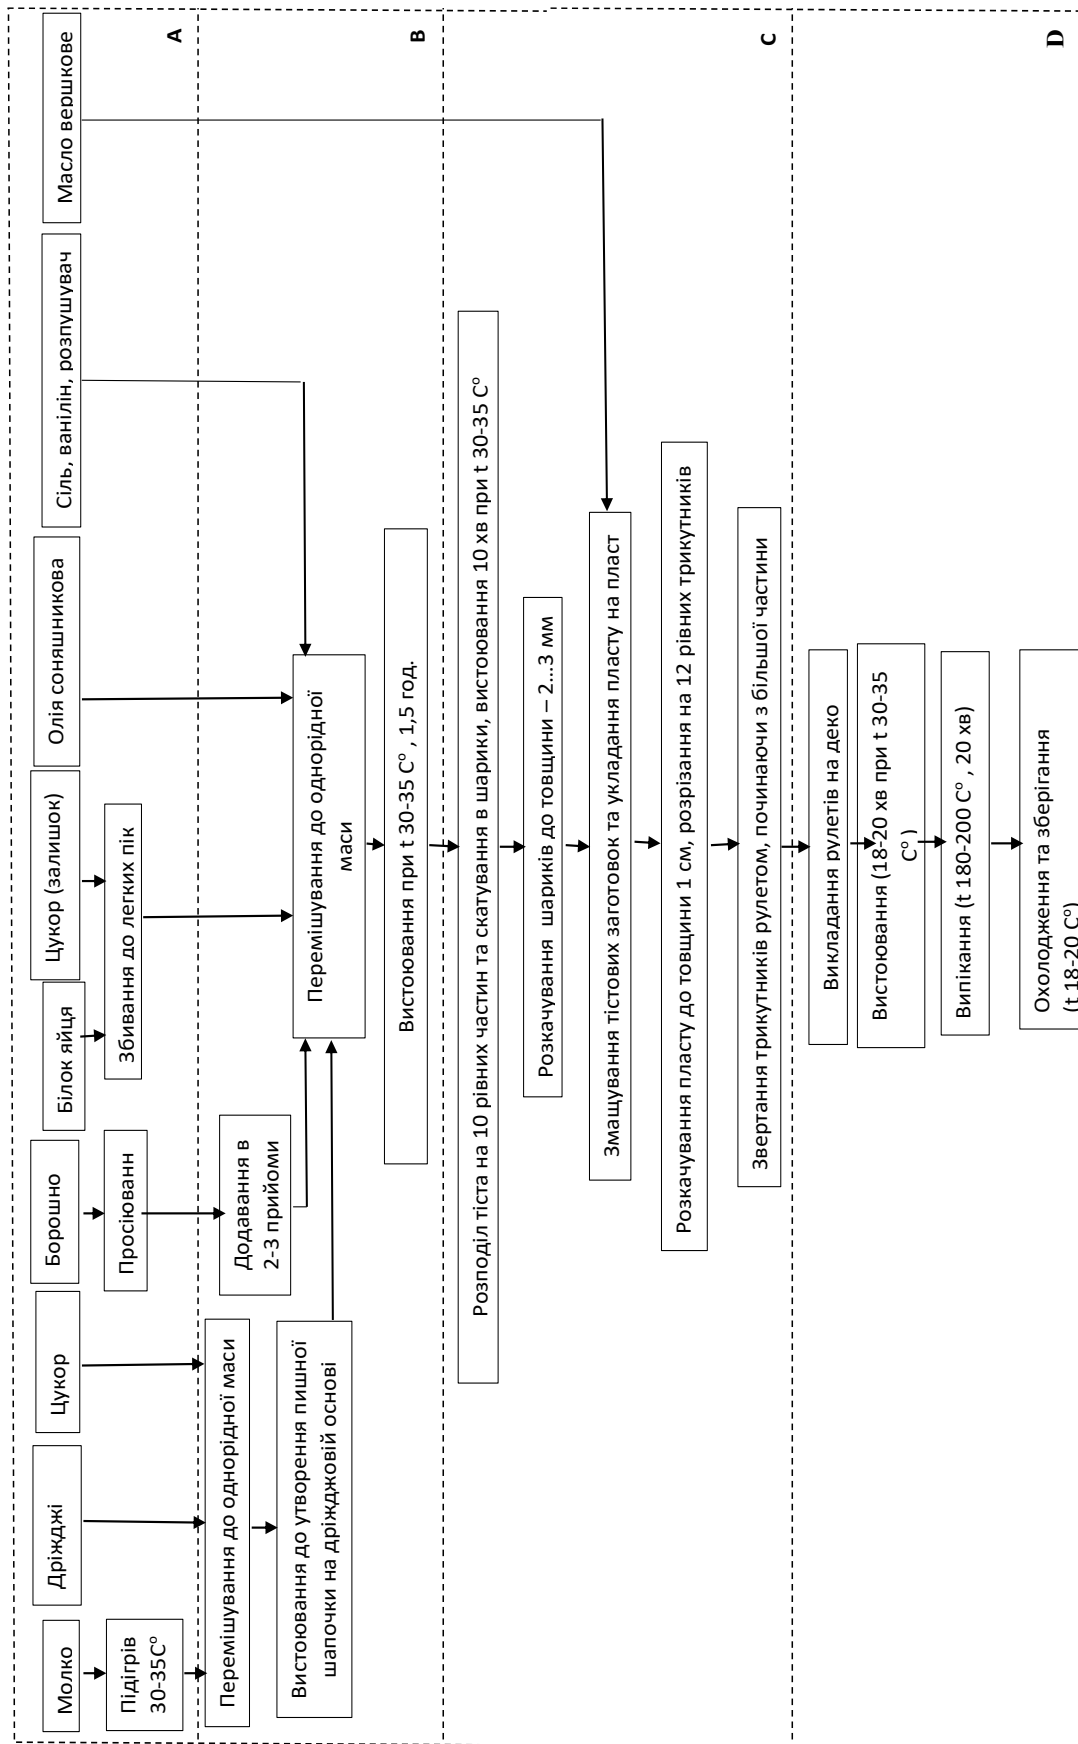 Молко
Дріжджі
Цукор
Борошно
Білок яйця
Цукор (залишок)
Олія соняшникова
Сіль, ванілін, розпушувач
Масло вершкове
Підігрів
30-35С°
Просіюванн
Збивання до легких пік
A
Перемішування до однорідної маси
Додавання в
2-3 прийоми
Вистоювання до утворення пишної
шапочки на дріжджовій основі
Перемішування до однорідної
маси
Вистоювання при t 30-35 С° , 1,5 год.
B
Розподіл тіста на 10 рівних частин та скатування в шарики, вистоювання 10 хв при t 30-35 С°
Розкачування шариків до товщини – 2...3 мм
Змащування тістових заготовок та укладання пласту на пласт
Розкачування пласту до товщини 1 см, розрізання на 12 рівних трикутників
Звертання трикутників рулетом, починаючи з більшої частини
C
Викладання рулетів на деко
Вистоювання (18-20 хв при t 30-35
С° )
Випікання (t 180-200 С° , 20 хв)
Охолодження та зберігання
(t 18-20 С°)
D